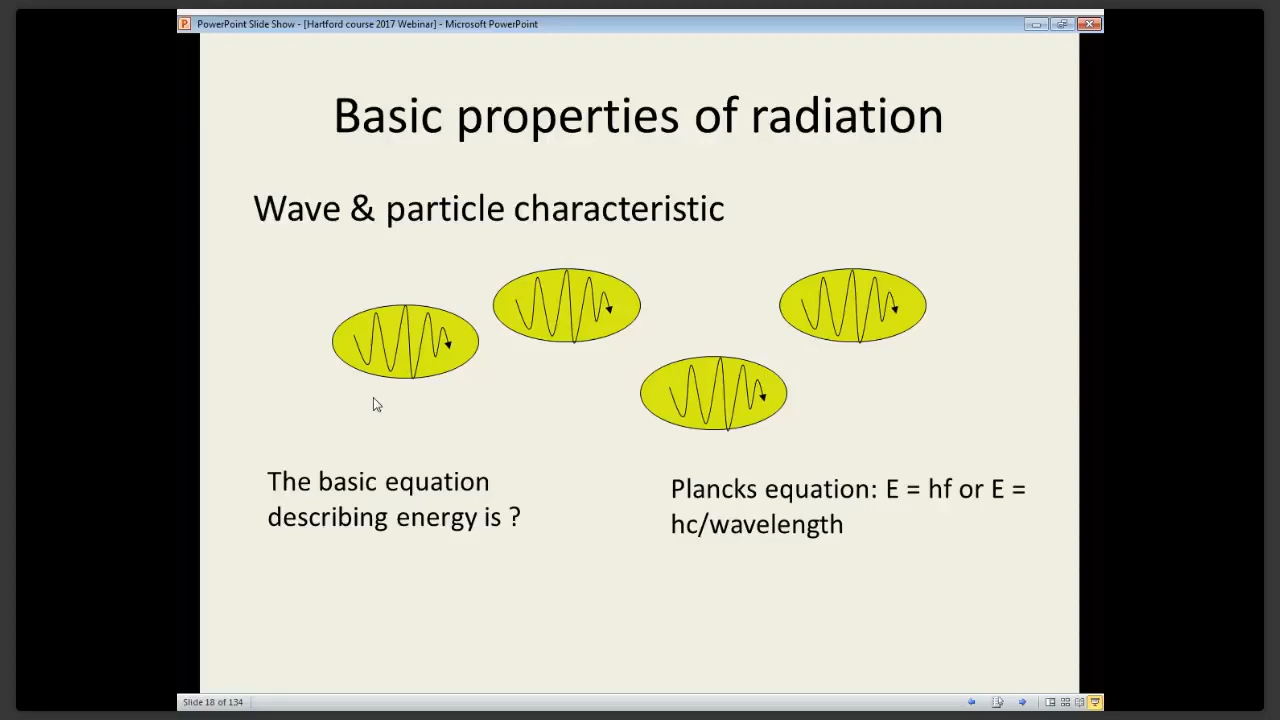 PowerPoint Slide Show - [Hartford course 2017 Webinar] - Microsoft PowerPoint
Basic properties of radiation
Wave & particle characteristic
The basic equation
describing energy is ?
Plancks equation: E = hf or E =
hc/wavelength
Slide 18 of 134